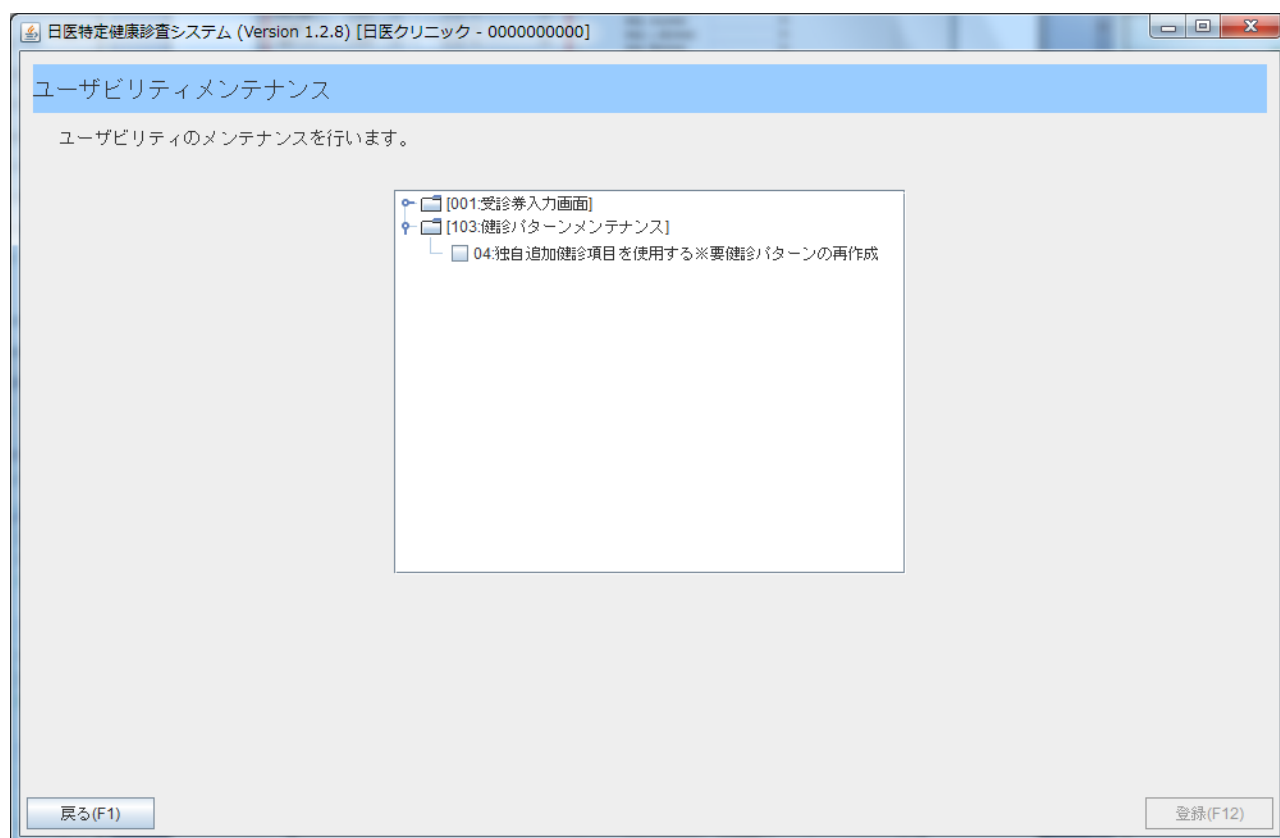 日医特定健康診査システム (Version 1.2.8) [日医クリニック - 0000000000]
ユーザビリティメンテナンス
ユーザビリティのメンテナンスを行います。
[001:受診券入力画面]
[103:健診パターンメンテナンス]
04:独自追加健診項目を使用する※要健診パターンの再作成
戻る(F1)
登録(F12)